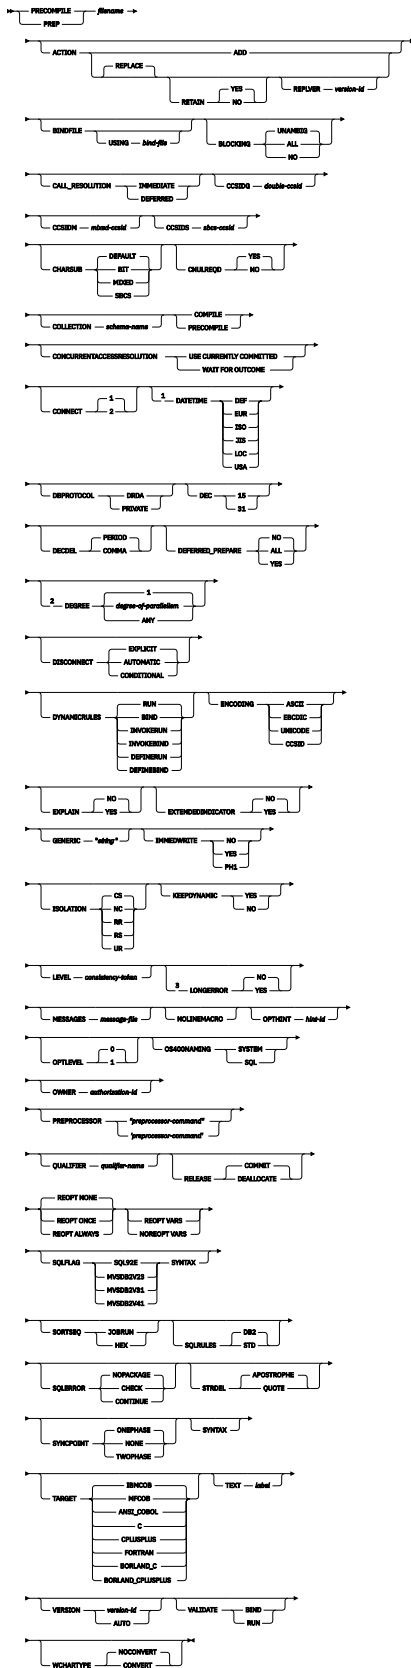 PRECOMPILE filename
PREP
ACTION ADD
REPLACE
YES
RETAIN NO REPLVER version-id
BINDFILE UNAMBIG
USING bind-file BLOCKING ALL
NO
CALL_RESOLUTION IMMEDIATE CCSIDG double-ccsid
DEFERRED
CCSIDM mixed-ccsid CCSIDS sbcs-ccsid
DEFAULT YES
CHARSUB BIT CNULREQD NO
MIXED
SBCS
COMPILE
COLLECTION schema-name PRECOMPILE
CONCURRENTACCESSRESOLUTION USE CURRENTLY COMMITTED
WAIT FOR OUTCOME
1 1
CONNECT 2 DATETIME DEF
EUR
ISO
JIS
LOC
USA
DBPROTOCOL DRDA DEC 15
PRIVATE 31
PERIOD NO
DECDEL COMMA DEFERRED_PREPARE ALL
YES
1
2 DEGREE degree-of-parallelism
ANY
EXPLICIT
DISCONNECT AUTOMATIC
CONDITIONAL
RUN ASCII
DYNAMICRULES BIND ENCODING EBCDIC
INVOKERUN UNICODE
INVOKEBIND CCSID
DEFINERUN
DEFINEBIND
NO NO
EXPLAIN YES EXTENDEDINDICATOR YES
GENERIC "string" IMMEDWRITE NO
YES
PH1
CS
ISOLATION NC KEEPDYNAMIC YES
RR NO
RS
UR
LEVEL consistency-token NO
3 LONGERROR YES
MESSAGES message-file NOLINEMACRO OPTHINT hint-id
0
OPTLEVEL 1 OS400NAMING SYSTEM
SQL
OWNER authorization-id
PREPROCESSOR "preprocessor-command"
'preprocessor-command'
QUALIFIER qualifier-name COMMIT
RELEASE DEALLOCATE
REOPT NONE
REOPT ONCE REOPT VARS
REOPT ALWAYS NOREOPT VARS
SQLFLAG SQL92E SYNTAX
MVSDB2V23
MVSDB2V31
MVSDB2V41
SORTSEQ JOBRUN DB2
HEX SQLRULES STD
NOPACKAGE APOSTROPHE
SQLERROR CHECK STRDEL QUOTE
CONTINUE
ONEPHASE SYNTAX
SYNCPOINT NONE
TWOPHASE
IBMCOB TEXT label
TARGET MFCOB
ANSI_COBOL
C
CPLUSPLUS
FORTRAN
BORLAND_C
BORLAND_CPLUSPLUS
VERSION version-id VALIDATE BIND
AUTO RUN
NOCONVERT
WCHARTYPE CONVERT